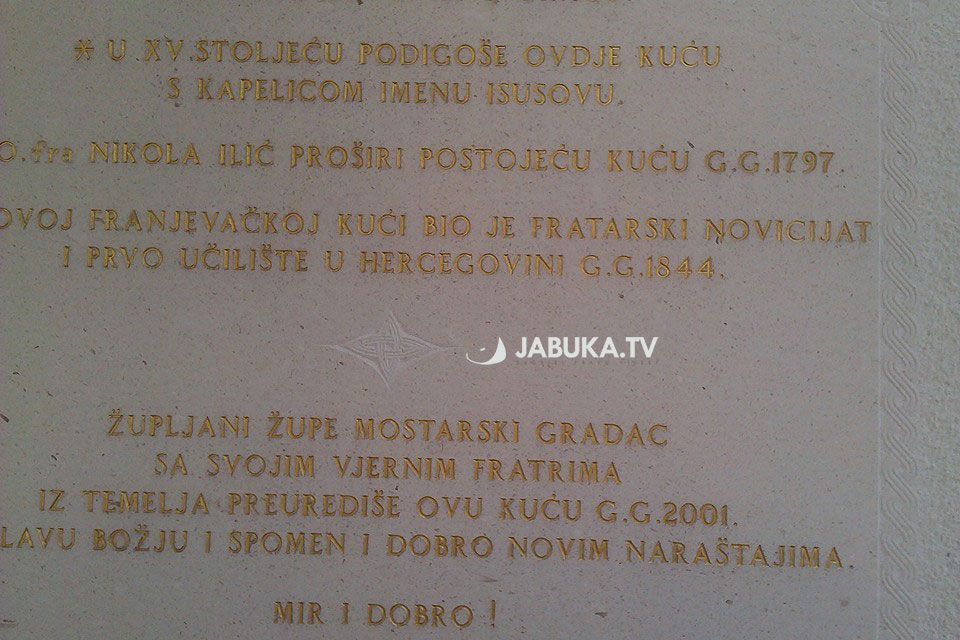 * U XV.STOLJEĆU PODIGOŠE OVDJE KUĆU
S KAPELICOM IMENU ISUSOVU.
O.fra NIKOLA ILIĆ PROŠIRI POSTOJEĆU KUĆU G.G.1797.
OVOJ FRANJEVAČKOJ KUĆI BIO JE FRATARSKI NOVICIJAT
I PRVO UČILIŠTE U HERCEGOVINI G.G.1844.
JABUKA.TV
ŽUPLJANI ŽUPE MOSTARSKI GRADAC
SA SVOJIM VJERNIM FRATRIMA
IZ TEMELJA PREUREDIŠE OVU KUĆU G.G.2001.
LAVU BOŽJU I SPOMEN I DOBRO NOVIM NARAŠTAJIMA.
MIR I DOBRO !